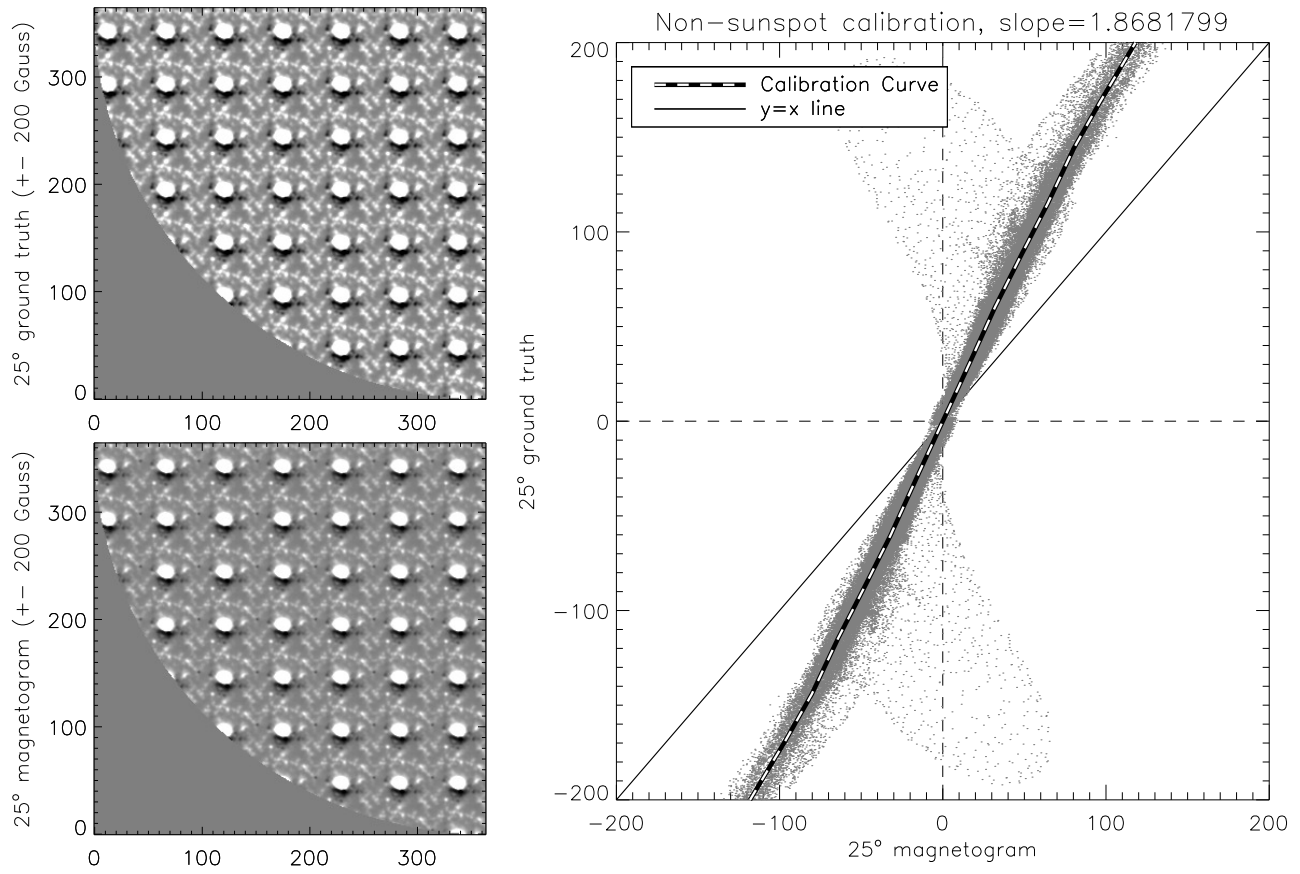 25° ground truth (+− 200 Gauss)
300
200
100
0
0 100 200 300
25° magnetogram (+− 200 Gauss)
300
200
100
0
0 100 200 300
Non−sunspot calibration, slope=1.8681799
Calibration Curve
y=x line
25° ground truth
200
100
0
−100
−200
−200 −100 0 100 200
25° magnetogram